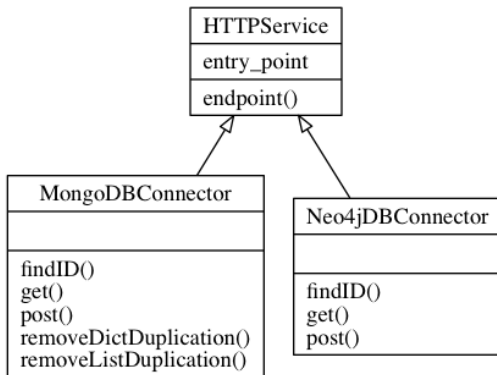 HTTPService
entry_point
endpoint()
MongoDBConnector
findID()
get()
post()
removeDictDuplication()
removeListDuplication()
Neo4jDBConnector
findID()
get()
post()